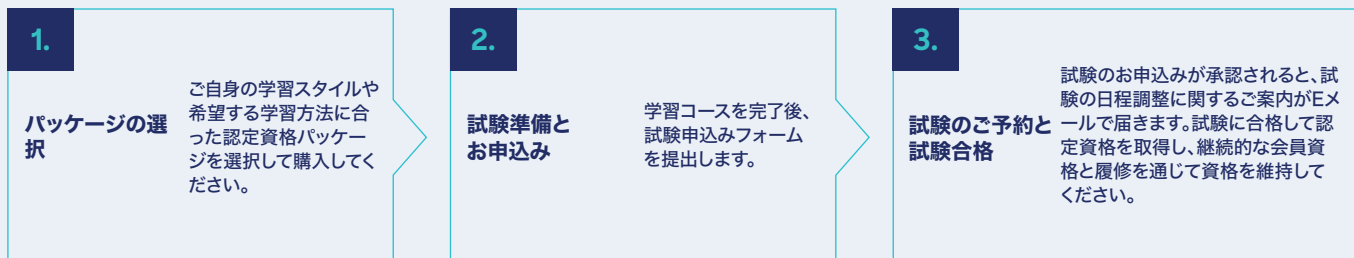 1.
パッケージの選
択
ご自身の学習スタイルや
希望する学習方法に合
った認定資格パッケー
ジを選択して購入してく
ださい。
2.
試験準備と
お申込み
学習コースを完了後、
試験申込みフォーム
を提出します。
3.
試験のご予約と
試験合格
試験のお申込みが承認されると、試
験の日程調整に関するご案内がEメ
ールで届きます。試験に合格して認
定資格を取得し、継続的な会員資
格と履修を通じて資格を維持して
ください。